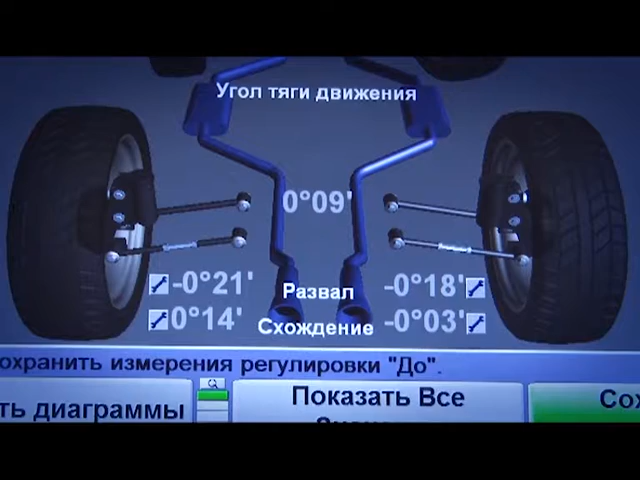 Угол тяги движения
0°09'
-0°21' Развал -0°18'
0°14' Схождение -0°03'
охранить измерения регулировки "До".
ть диаграммы Показать Все Сох